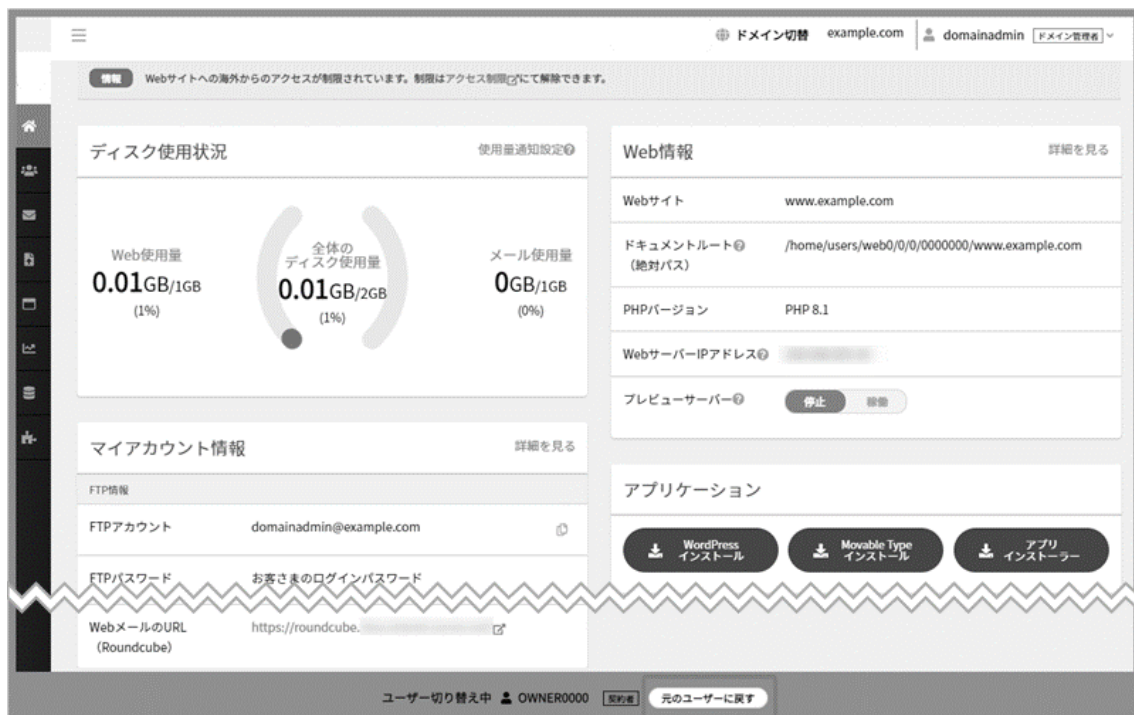 ドメイン切替 example.com domainadmin ドメイン管理者
情報 Webサイトへの海外からのアクセスが制限されています。制限はアクセス制限にて解除できます。
ディスク使用状況 使用量通知設定
Web使用量
0.01GB/1GB
(1%)
全体の
ディスク使用量
0.01GB/2GB
(1%)
メール使用量
0GB/1GB
(0%)
Web情報 詳細を見る
Webサイト www.example.com
ドキュメントルート /home/users/web0/0/0/0000000/www.example.com
（絶対パス）
PHPバージョン PHP 8.1
WebサーバーIPアドレス
プレビューサーバー 停止 稼働
マイアカウント情報 詳細を見る
FTP情報
FTPアカウント domainadmin@example.com
FTPパスワード お客さまのログインパスワード
WebメールのURL https://roundcube.
（Roundcube）
アプリケーション
WordPress
インストール
Movable Type
インストール
アプリ
インストーラー
ユーザー切り替え中 OWNER0000 契約者 元のユーザーに戻す